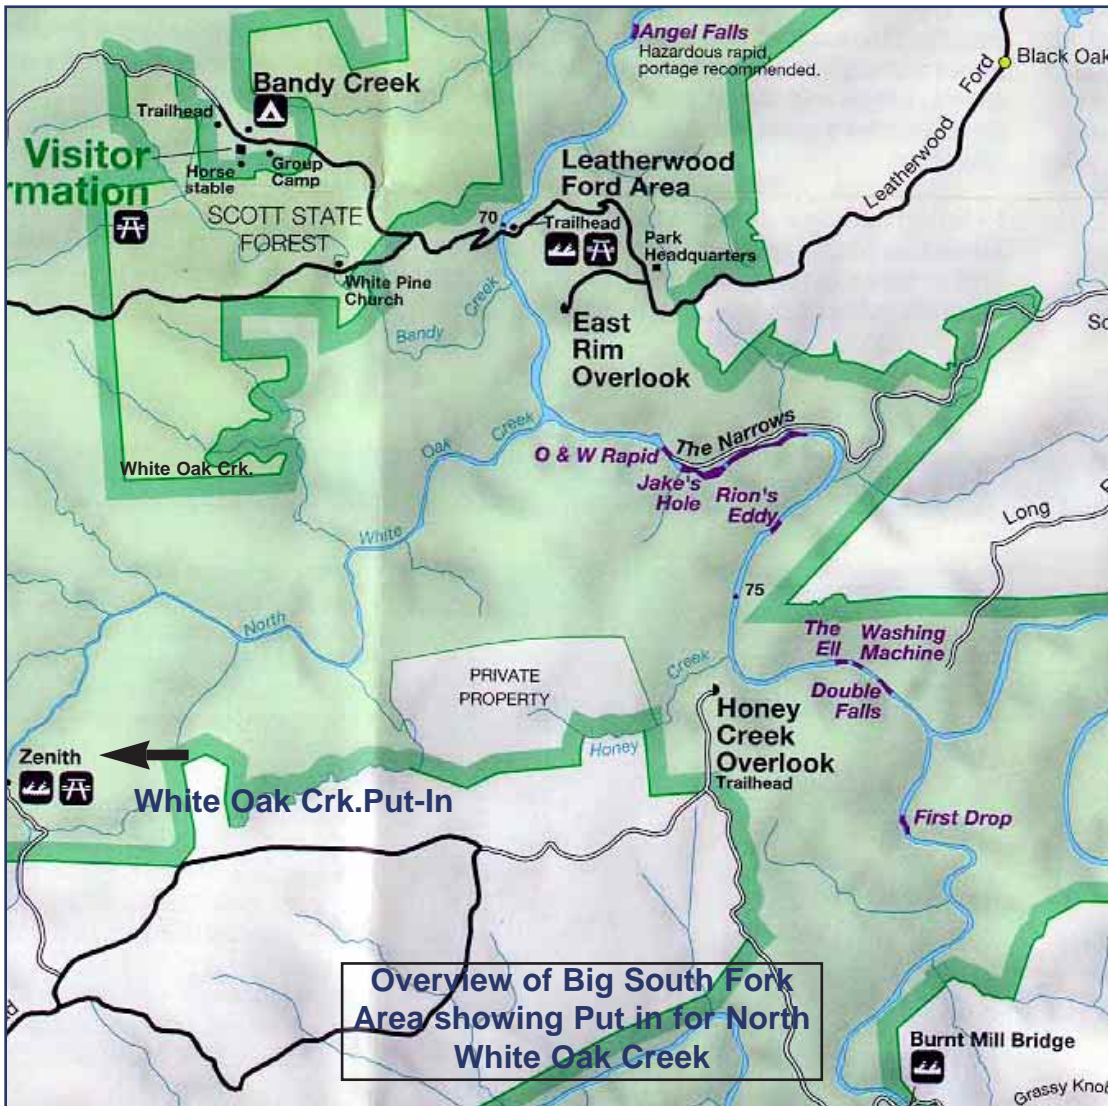 Angel Falls
Hazardous rapid,
portage recommended.
Ford
Black Oak
Bandy Creek
Trailhead
Visitor
rmation
Horse
stable
Group
Camp
Leatherwood
Ford Area
Leatherwood
SCOTT STATE
FOREST
70
Trailhead
Park
Headquarters
White Pine
Church
Creek
Bandy
East
Rim
Overlook
Sc
White Oak Crk.
Oak
Creek
O & W Rapid
The Narrows
Jake's
Hole
Rion's
Eddy
White
Long
75
North
The
Ell
Washing
Machine
Double
Falls
PRIVATE
PROPERTY
Creek
Honey
Honey
Creek
Overlook
Trailhead
Zenith
White Oak Crk.Put-In
First Drop
Overview of Big South Fork
Area showing Put in for North
White Oak Creek
Burnt Mill Bridge
Grassy Knob